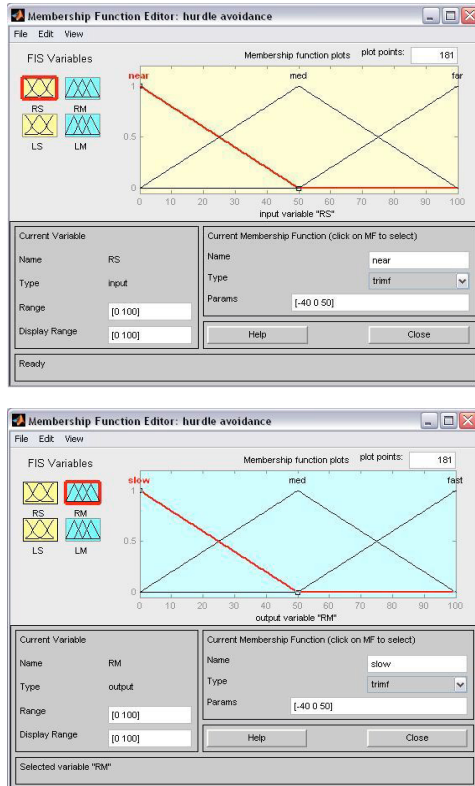 Membership Function Editor: hurdle avoidance
File Edit View
FIS Variables
Membership function plots plot points: 181
RS RM
LS LM
near med far
1
0.5
0
0 10 20 30 40 50 60 70 80 90 100
input variable "RS"
Current Variable
Name RS
Type input
Range [0 100]
Display Range [0 100]
Current Membership Function (click on MF to select)
Name near
Type trimf
Params [-40 0 50]
Help Close
Ready
Membership Function Editor: hurdle avoidance
File Edit View
FIS Variables
Membership function plots plot points: 181
RS RM
LS LM
slow med fast
1
0.5
0
0 10 20 30 40 50 60 70 80 90 100
output variable "RM"
Current Variable
Name RM
Type output
Range [0 100]
Display Range [0 100]
Current Membership Function (click on MF to select)
Name slow
Type trimf
Params [-40 0 50]
Help Close
Selected variable "RM"